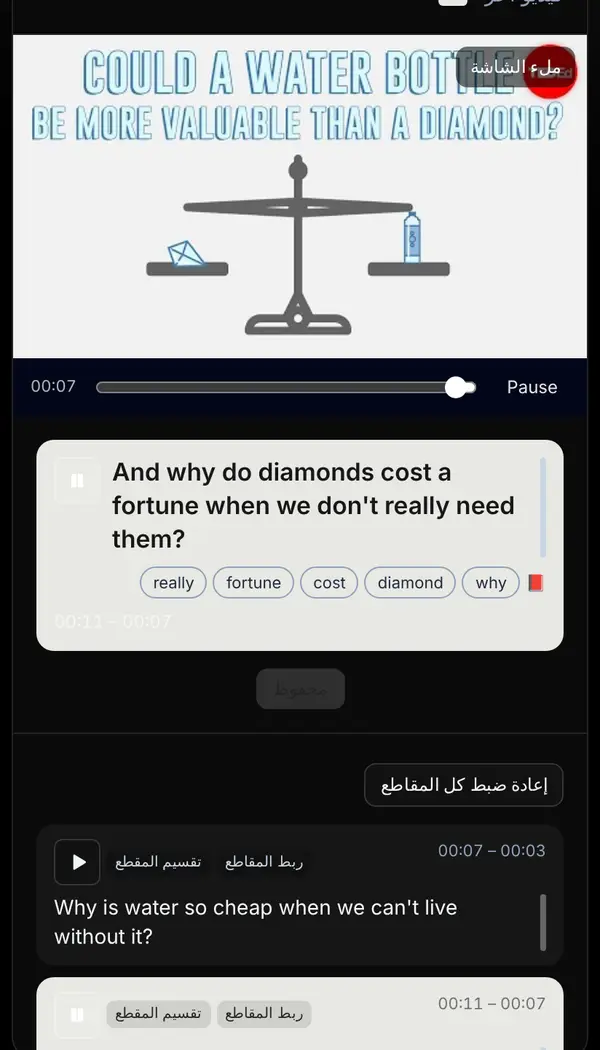 COULD A WATER BOTTLE
ملء الشاشة
BE MORE VALUABLE THAN A DIAMOND?
00:07
Pause
And why do diamonds cost a
fortune when we don't really need
them?
really fortune cost diamond why
00:11 – 00:07
محفوظ
إعادة ضبط كل المقاطع
تقسيم المقطع ربط المقاطع 00:07 – 00:03
Why is water so cheap when we can't live
without it?
تقسيم المقطع ربط المقاطع 00:11 – 00:07